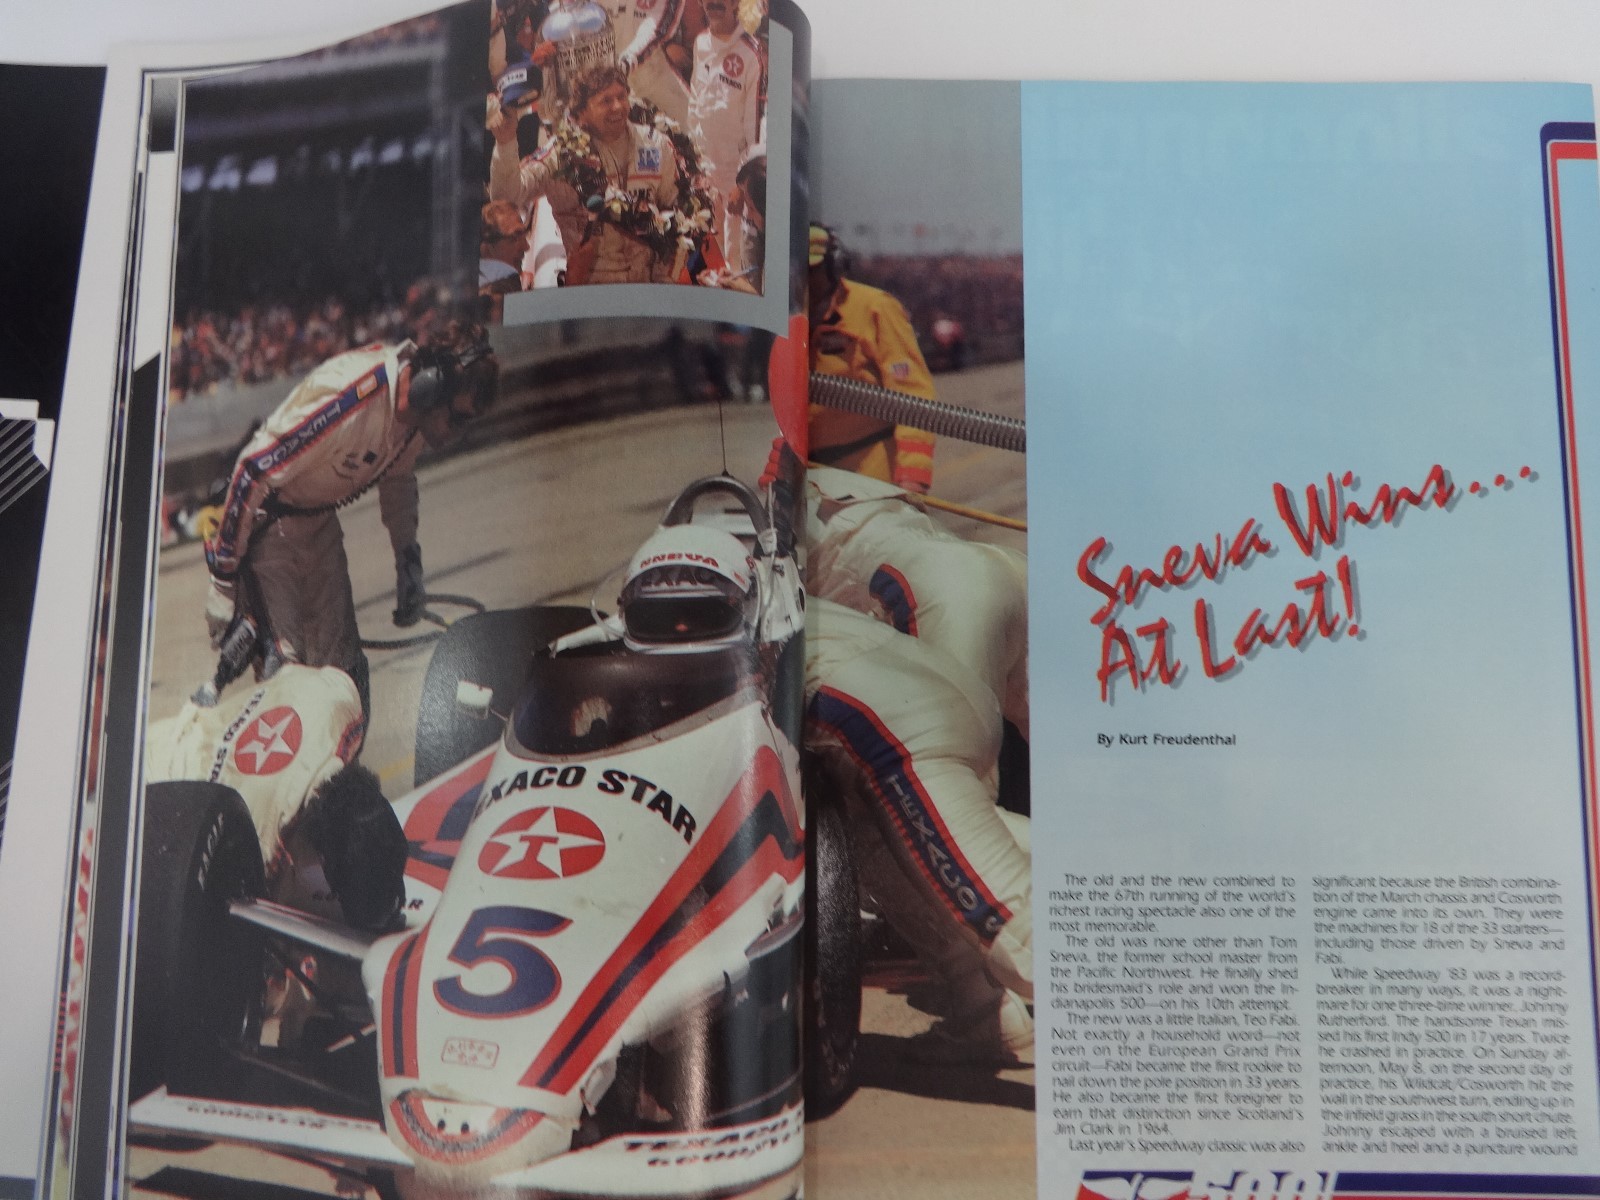 TEXACO
TEXACO
TEXACO STAR
SNEVA
TEXACO
EAGLE
TEXACO STAR
T
5
TEXACO
TEXACO S
Sneva Wins...
At Last!
By Kurt Freudenthal
The old and the new combined to
make the 67th running of the world's
richest racing spectacle also one of the
most memorable.
The old was none other than Tom
Sneva, the former school master from
the Pacific Northwest. He finally shed
his bridesmaid's role and won the In-
dianapolis 500—on his 10th attempt.
The new was a little Italian, Teo Fabi.
Not exactly a household word—not
even on the European Grand Prix
circuit—Fabi became the first rookie to
nail down the pole position in 33 years.
He also became the first foreigner to
earn that distinction since Scotland's
Jim Clark in 1964.
Last year's Speedway classic was also
significant because the British combina-
tion of the March chassis and Cosworth
engine came into its own. They were
the machines for 18 of the 33 starters—
including those driven by Sneva and
Fabi.
While Speedway '83 was a record-
breaker in many ways, it was a night-
mare for one three-time winner, Johnny
Rutherford. The handsome Texan mis-
sed his first Indy 500 in 17 years. Twice
he crashed in practice. On Sunday af-
ternoon, May 8, on the second day of
practice, his Wildcat/Cosworth hit the
wall in the southwest turn, ending up in
the infield grass in the south short chute.
Johnny escaped with a bruised left
ankle and heel and a puncture wound
500